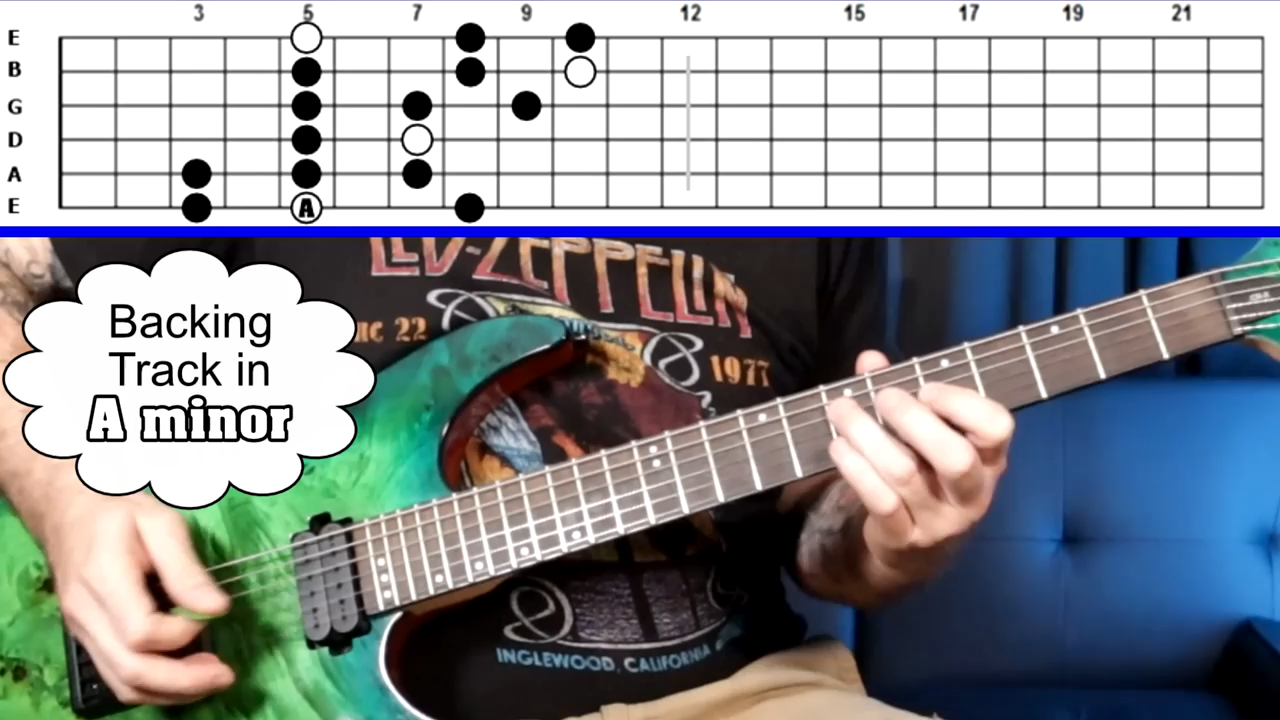 3 5 7 9 12 15 17 19 21
E
B
G
D
A
E A
Backing
Track in
A minor
LED-ZEPPELIN
22
1977
INGLEWOOD, CALIFORNIA